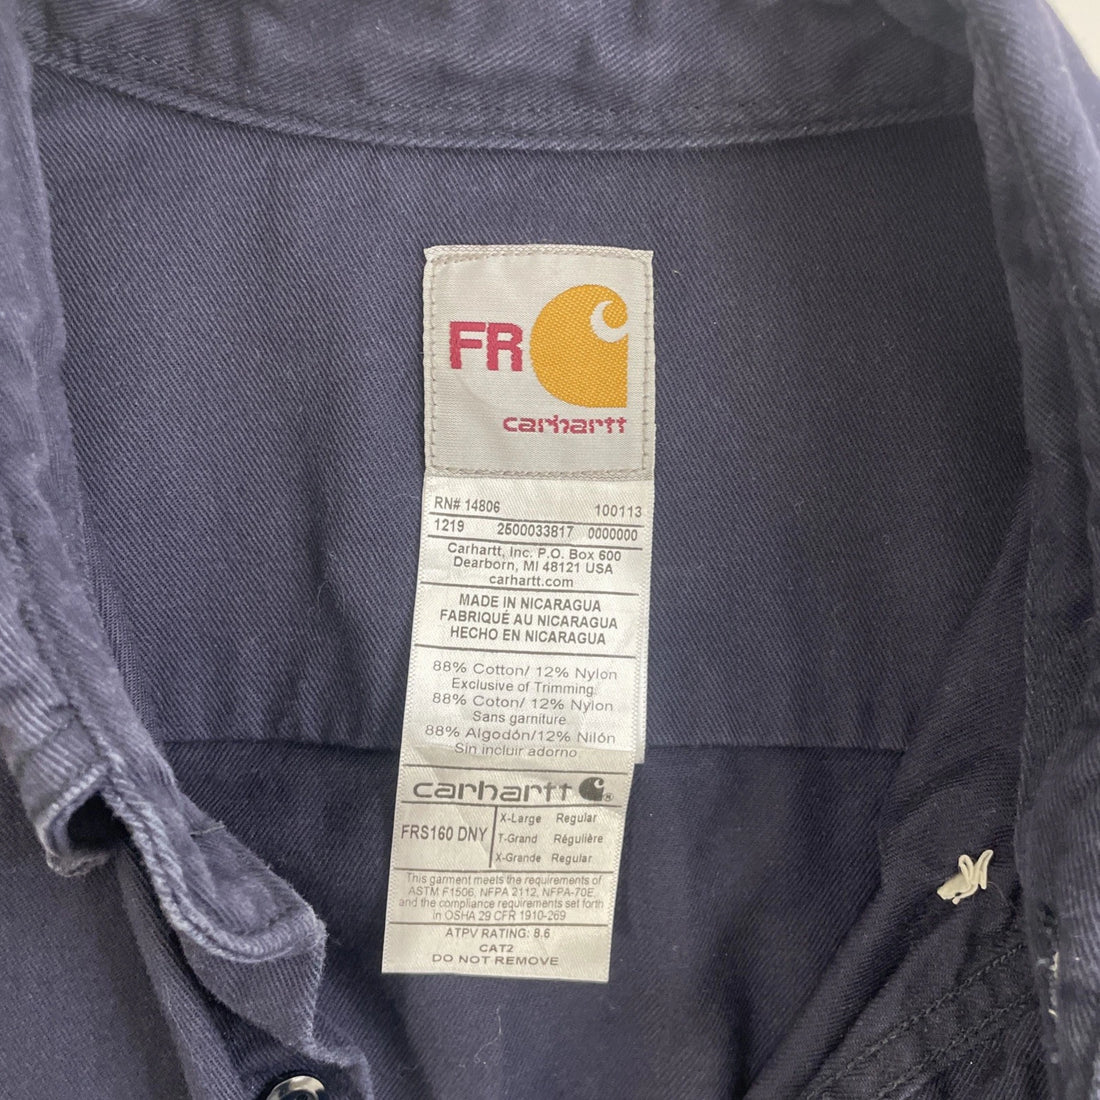 FR
carhartt
RN# 14806 100113
1219 2500033817 0000000
Carhartt, Inc. P.O. Box 600
Dearborn, MI 48121 USA
carhartt.com
MADE IN NICARAGUA
FABRIQUÉ AU NICARAGUA
HECHO EN NICARAGUA
88% Cotton/ 12% Nylon
Exclusive of Trimming
88% Coton/ 12% Nylon
Sans garniture
88% Algodón/12% Nilón
Sin incluir adorno
carhartt ®
FRS160 DNY
X-Large Regular
T-Grand Régulière
X-Grande Regular
This garment meets the requirements of
ASTM F1506, NFPA 2112, NFPA-70E,
and the compliance requirements set forth
in OSHA 29 CFR 1910-269
ATPV RATING: 8.6
CAT2
DO NOT REMOVE